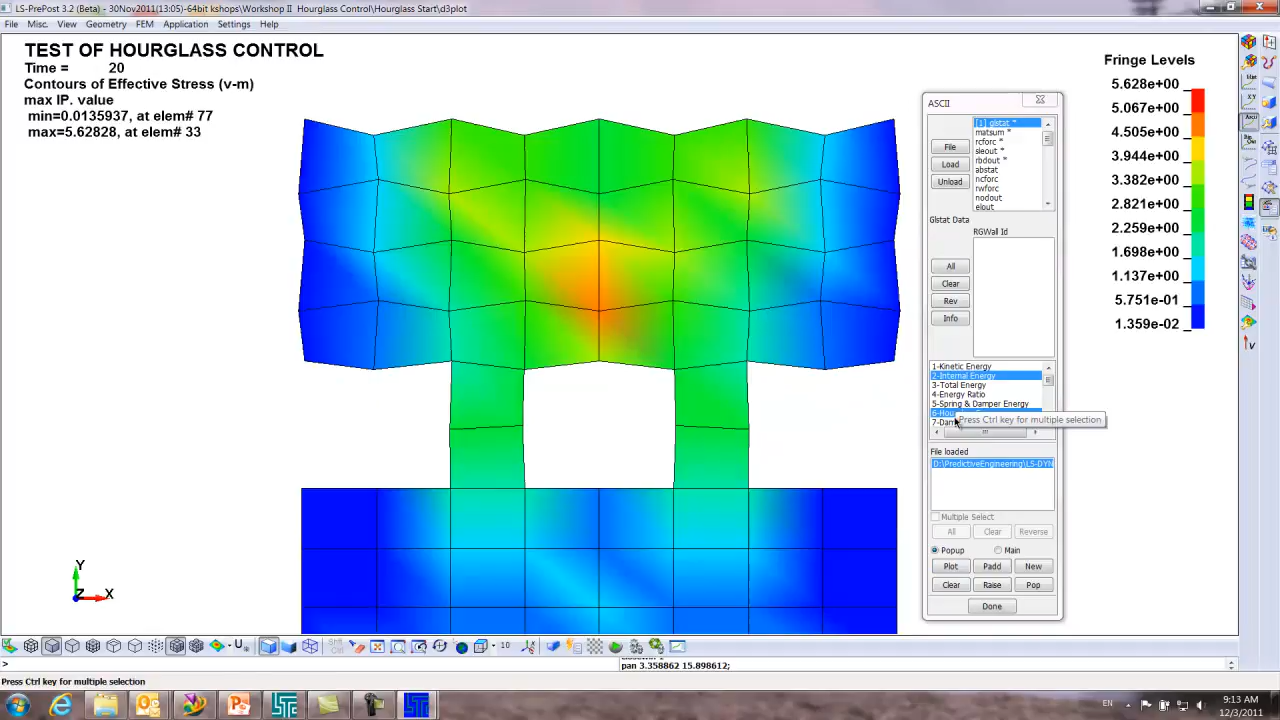 LS-PrePost 3.2 (Beta) - 30Nov2011(13:05)-64bit kshops\Workshop II Hourglass Control\Hourglass Start\d3plot
File Misc. View Geometry FEM Application Settings Help
TEST OF HOURGLASS CONTROL
Time = 20
Contours of Effective Stress (v-m)
max IP. value
min=0.0135937, at elem# 77
max=5.62828, at elem# 33
Fringe Levels
5.628e+00
5.067e+00
4.505e+00
3.944e+00
3.382e+00
2.821e+00
2.259e+00
1.698e+00
1.137e+00
5.751e-01
1.359e-02
ASCII
File
Load
Unload
[1] glstat *
matsum *
rcforc *
sleout *
rbdout *
abstat
ncforc
rwforc
nodout
elout
Glstat Data
RGWall Id
All
Clear
Rev
Info
1-Kinetic Energy
2-Internal Energy
3-Total Energy
4-Energy Ratio
5-Spring & Damper Energy
Press Ctrl key for multiple selection
File loaded
D:\PredictiveEngineering\LS-DYN
Multiple Select
All Clear Reverse
Popup Main
Plot Padd New
Clear Raise Pop
Done
Y
Z X
>
pan 3.358862 15.898612;
Press Ctrl key for multiple selection
EN
9:13 AM
12/3/2011